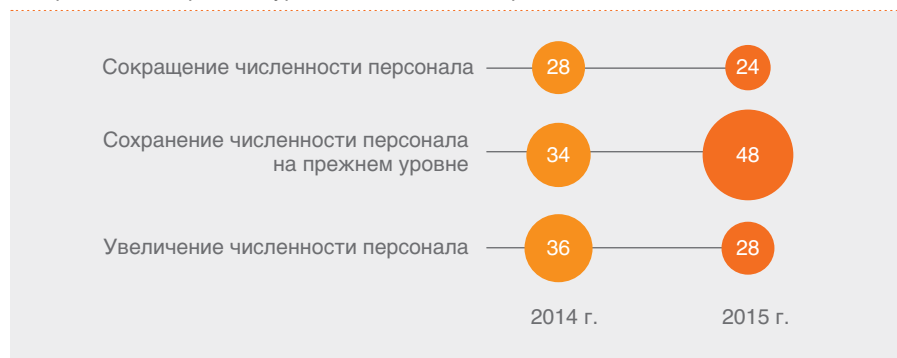 Сокращение численности персонала 28 24
Сохранение численности персонала
на прежнем уровне 34 48
Увеличение численности персонала 36 28
2014 г. 2015 г.